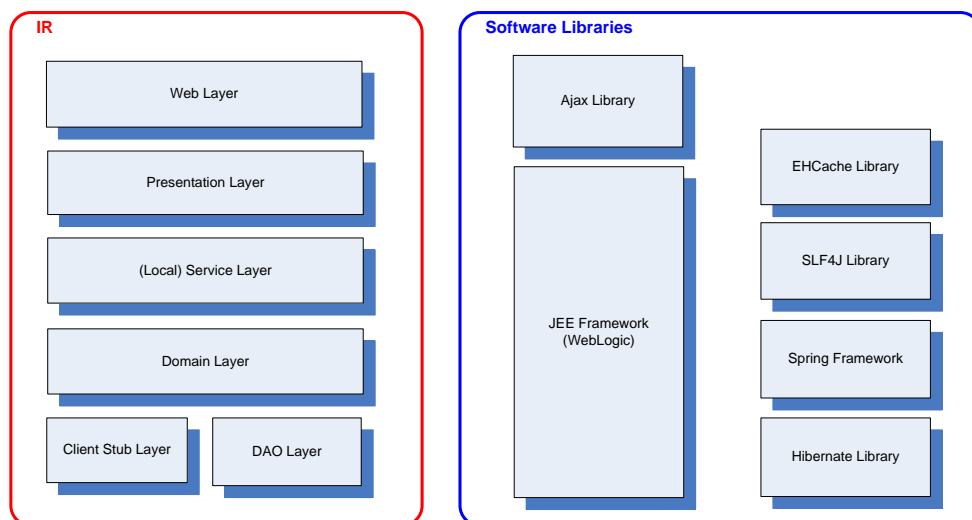 IR
Web Layer
Presentation Layer
(Local) Service Layer
Domain Layer
Client Stub Layer
DAO Layer
Software Libraries
Ajax Library
JEE Framework
(WebLogic)
EHCache Library
SLF4J Library
Spring Framework
Hibernate Library